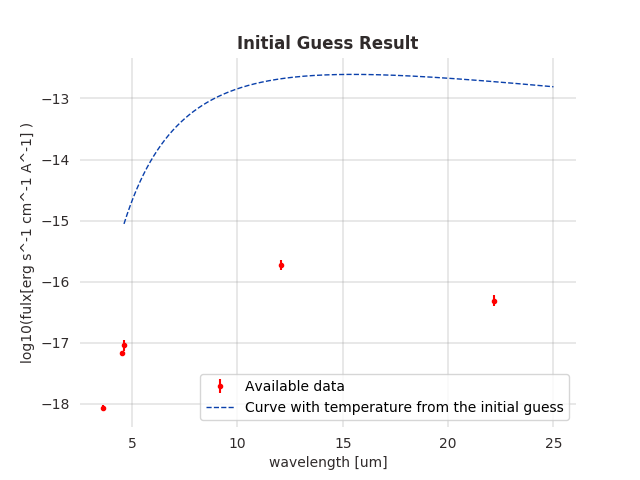 Initial Guess Result
log10(fulx[erg s^-1 cm^-1 A^-1] )
−13
−14
−15
−16
−17
−18
Available data
Curve with temperature from the initial guess
5
10
15
20
25
wavelength [um]